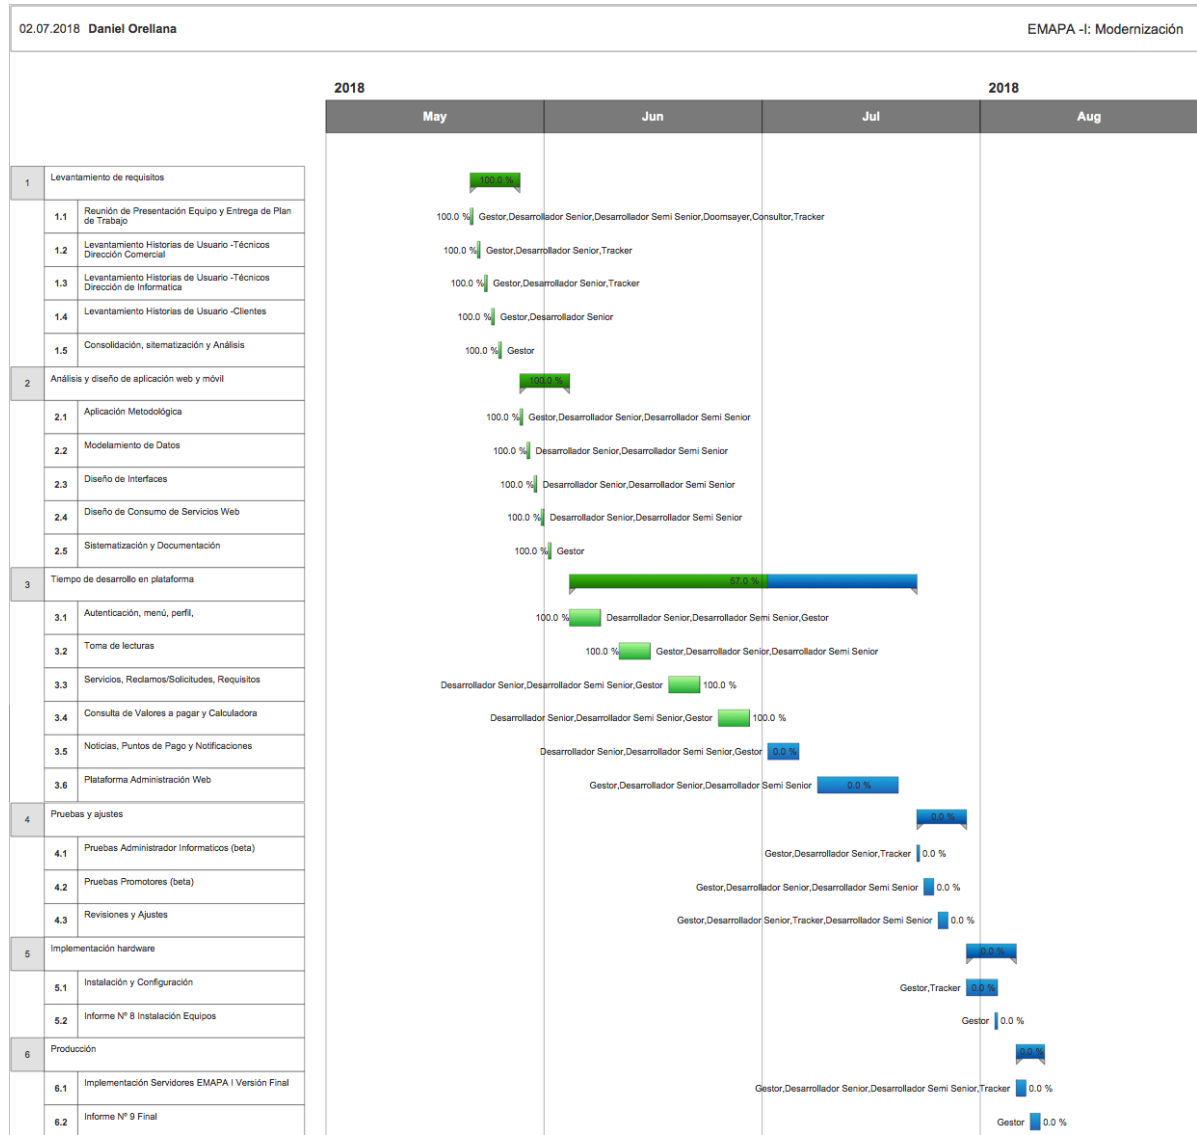 02.07.2018 Daniel Orellana
EMAPA -I: Modernización
2018
2018
May
Jun
Jul
Aug
1 Levantamiento de requisitos
100.0 %
1.1 Reunión de Presentación Equipo y Entrega de Plan
de Trabajo
100.0 % Gestor,Desarrollador Senior,Desarrollador Semi Senior,Doomsayer,Consultor,Tracker
1.2 Levantamiento Historias de Usuario -Técnicos
Dirección Comercial
100.0 % Gestor,Desarrollador Senior,Tracker
1.3 Levantamiento Historias de Usuario -Técnicos
Dirección de Informatica
100.0 % Gestor,Desarrollador Senior,Tracker
1.4 Levantamiento Historias de Usuario -Clientes
100.0 % Gestor,Desarrollador Senior
1.5 Consolidación, sitematización y Análisis
100.0 % Gestor
2 Análisis y diseño de aplicación web y móvil
100.0 %
2.1 Aplicación Metodológica
100.0 % Gestor,Desarrollador Senior,Desarrollador Semi Senior
2.2 Modelamiento de Datos
100.0 % Desarrollador Senior,Desarrollador Semi Senior
2.3 Diseño de Interfaces
100.0 % Desarrollador Senior,Desarrollador Semi Senior
2.4 Diseño de Consumo de Servicios Web
100.0 % Desarrollador Senior,Desarrollador Semi Senior
2.5 Sistematización y Documentación
100.0 % Gestor
3 Tiempo de desarrollo en plataforma
57.0 %
3.1 Autenticación, menú, perfil,
100.0 % Desarrollador Senior,Desarrollador Semi Senior,Gestor
3.2 Toma de lecturas
100.0 % Gestor,Desarrollador Senior,Desarrollador Semi Senior
3.3 Servicios, Reclamos/Solicitudes, Requisitos
Desarrollador Senior,Desarrollador Semi Senior,Gestor 100.0 %
3.4 Consulta de Valores a pagar y Calculadora
Desarrollador Senior,Desarrollador Semi Senior,Gestor 100.0 %
3.5 Noticias, Puntos de Pago y Notificaciones
Desarrollador Senior,Desarrollador Semi Senior,Gestor 0.0 %
3.6 Plataforma Administración Web
Gestor,Desarrollador Senior,Desarrollador Semi Senior 0.0 %
4 Pruebas y ajustes
0.0 %
4.1 Pruebas Administrador Informaticos (beta)
Gestor,Desarrollador Senior,Tracker 0.0 %
4.2 Pruebas Promotores (beta)
Gestor,Desarrollador Senior,Desarrollador Semi Senior 0.0 %
4.3 Revisiones y Ajustes
Gestor,Desarrollador Senior,Tracker,Desarrollador Semi Senior 0.0 %
5 Implementación hardware
0.0 %
5.1 Instalación y Configuración
Gestor,Tracker 0.0 %
5.2 Informe Nº 8 Instalación Equipos
Gestor 0.0 %
6 Producción
0.0 %
6.1 Implementación Servidores EMAPA I Versión Final
Gestor,Desarrollador Senior,Desarrollador Semi Senior,Tracker 0.0 %
6.2 Informe Nº 9 Final
Gestor 0.0 %